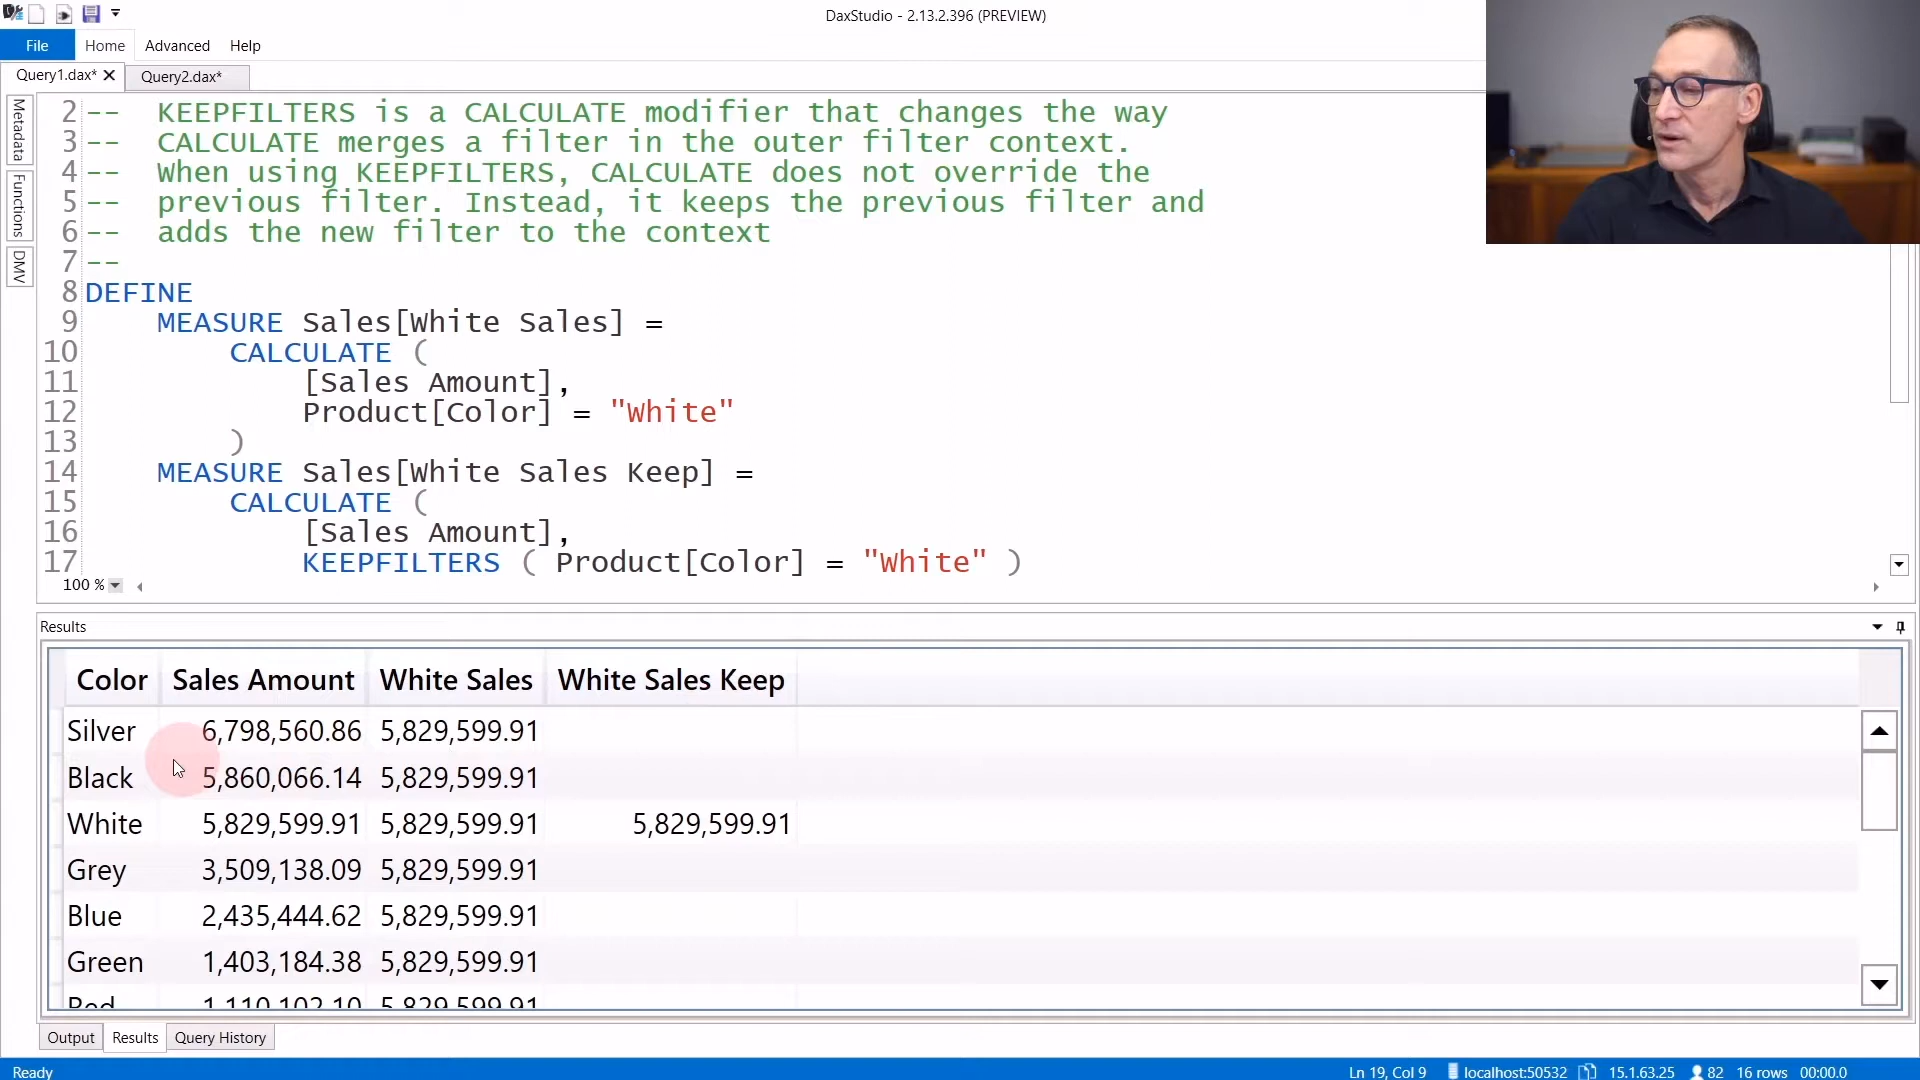 DaxStudio - 2.13.2.396 (PREVIEW)
File Home Advanced Help
Query1.dax* Query2.dax*
Metadata
Functions
DMV
2 -- KEEPFILTERS is a CALCULATE modifier that changes the way
3 -- CALCULATE merges a filter in the outer filter context.
4 -- When using KEEPFILTERS, CALCULATE does not override the
5 -- previous filter. Instead, it keeps the previous filter and
6 -- adds the new filter to the context
7 --
8 DEFINE
9 MEASURE Sales[White Sales] =
10 CALCULATE (
11 [Sales Amount],
12 Product[Color] = "White"
13 )
14 MEASURE Sales[White Sales Keep] =
15 CALCULATE (
16 [Sales Amount],
17 KEEPFILTERS ( Product[Color] = "White" )
100 %
Results
Color Sales Amount White Sales White Sales Keep
Silver 6,798,560.86 5,829,599.91
Black 5,860,066.14 5,829,599.91
White 5,829,599.91 5,829,599.91 5,829,599.91
Grey 3,509,138.09 5,829,599.91
Blue 2,435,444.62 5,829,599.91
Green 1,403,184.38 5,829,599.91
Red 1,110,102.10 5,829,599.91
Output Results Query History
Ready Ln 19, Col 9 localhost:50532 15.1.63.25 82 16 rows 00:00.0